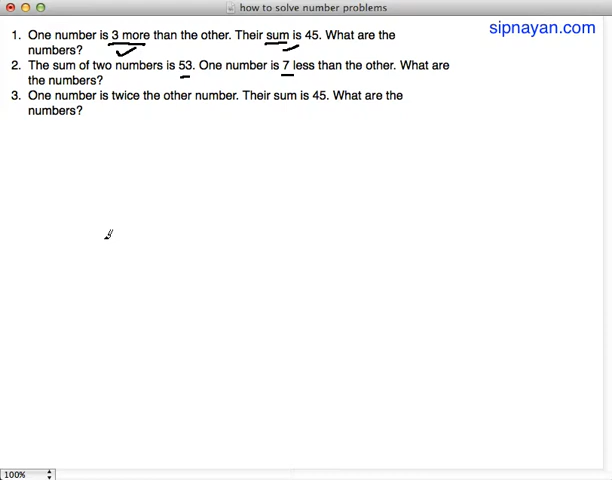 how to solve number problems
sipnayan.com
1. One number is 3 more than the other. Their sum is 45. What are the
numbers?
2. The sum of two numbers is 53. One number is 7 less than the other. What are
the numbers?
3. One number is twice the other number. Their sum is 45. What are the
numbers?
100%